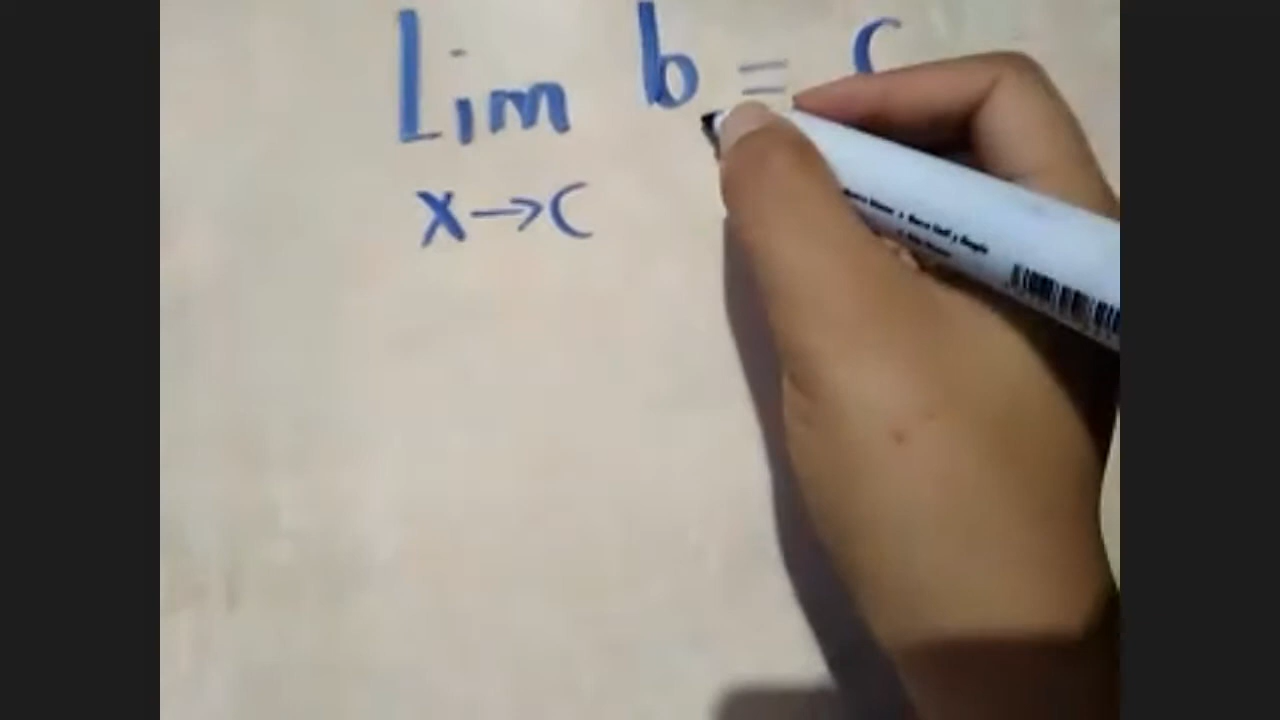 Lim b = c
x→c